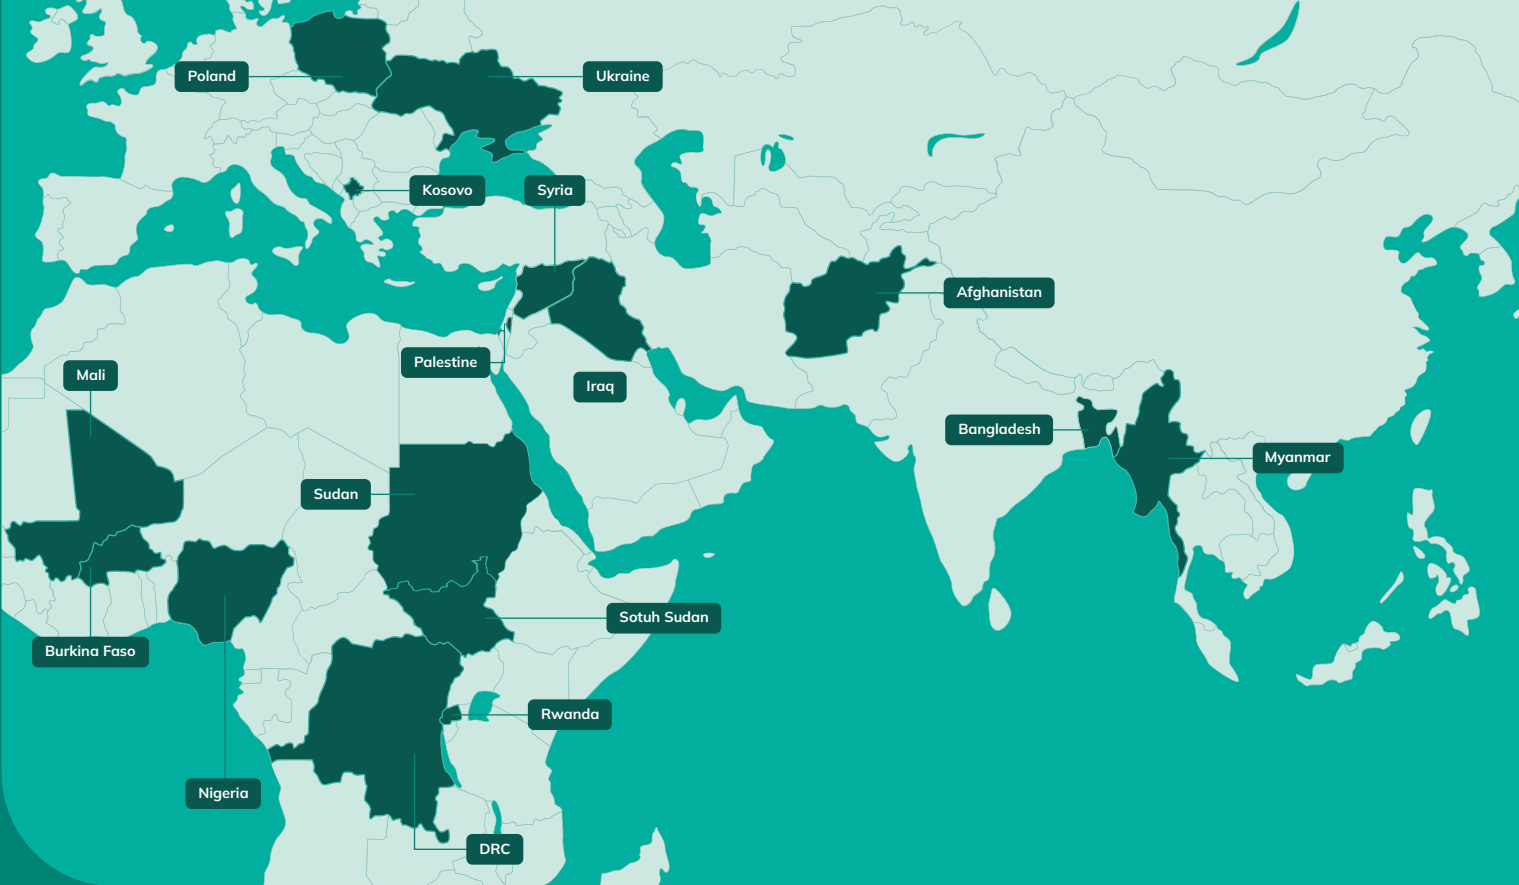 Poland
Ukraine
Kosovo
Syria
Afghanistan
Palestine
Mali
Iraq
Bangladesh
Myanmar
Sudan
Sotuh Sudan
Burkina Faso
Rwanda
Nigeria
DRC